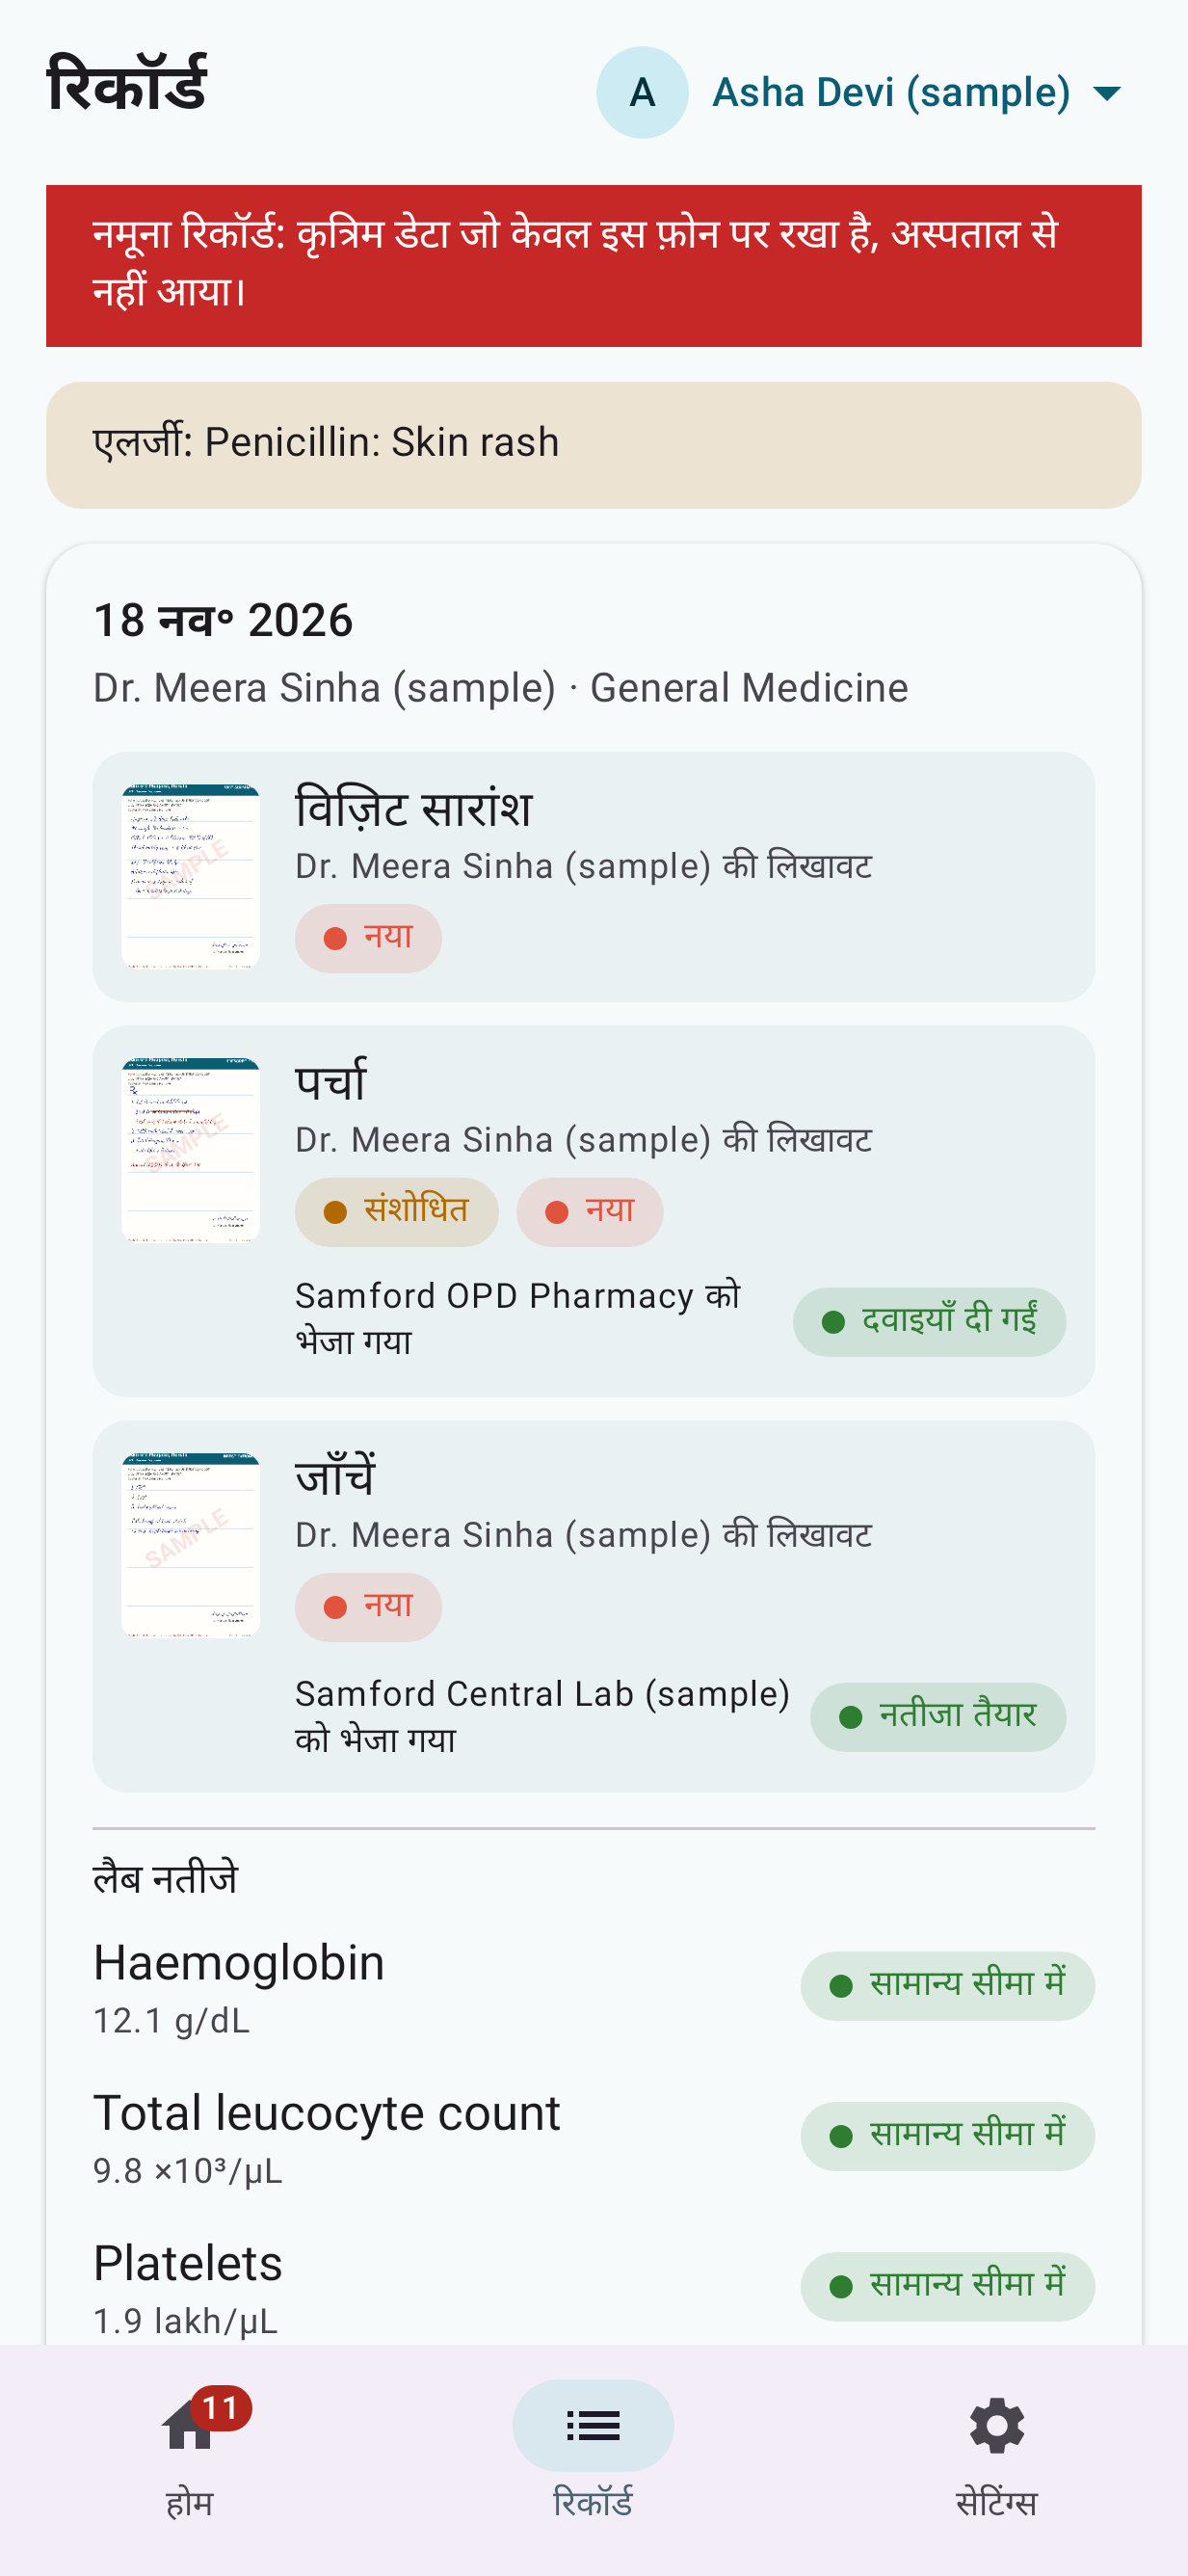 रिकॉर्ड
A
Asha Devi (sample)
नमूना रिकॉर्ड: कृत्रिम डेटा जो केवल इस फ़ोन पर रखा है, अस्पताल से
नहीं आया।
एलर्जी: Penicillin: Skin rash
18 नव॰ 2026
Dr. Meera Sinha (sample) · General Medicine
विज़िट सारांश
Dr. Meera Sinha (sample) की लिखावट
नया
SAMPLE
पर्चा
Dr. Meera Sinha (sample) की लिखावट
संशोधित
नया
SAMPLE
Samford OPD Pharmacy को
भेजा गया
दवाइयाँ दी गईं
जाँचें
Dr. Meera Sinha (sample) की लिखावट
नया
SAMPLE
Samford Central Lab (sample)
को भेजा गया
नतीजा तैयार
लैब नतीजे
Haemoglobin
12.1 g/dL
सामान्य सीमा में
Total leucocyte count
9.8 ×10³/µL
सामान्य सीमा में
Platelets
1.9 lakh/µL
सामान्य सीमा में
11
होम
रिकॉर्ड
सेटिंग्स